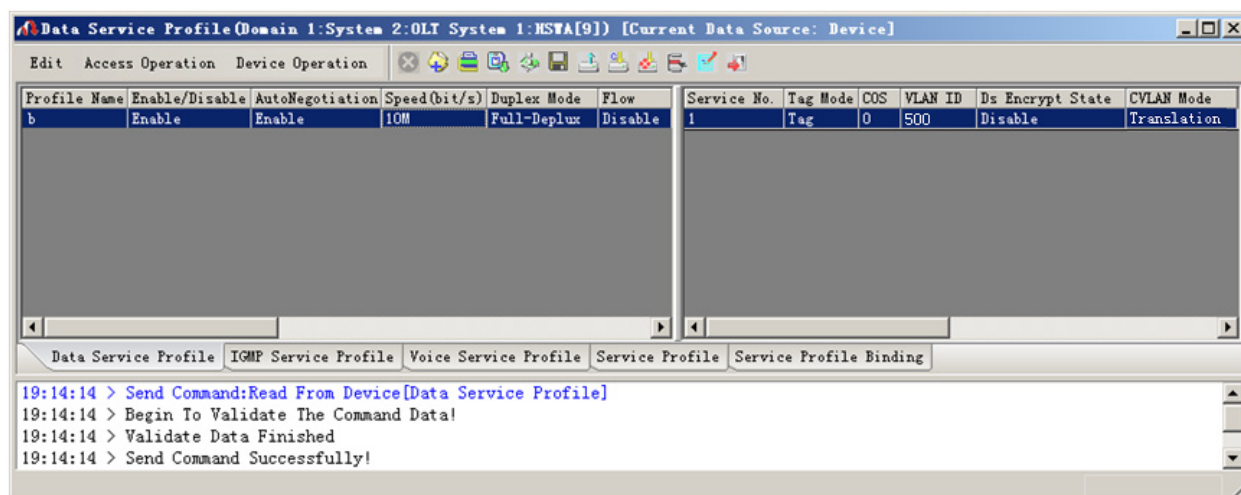 Data Service Profile(Domain 1:System 2:OLT System 1:HSWA[9]) [Current Data Source: Device]
Edit Access Operation Device Operation
Profile Name Enable/Disable AutoNegotiation Speed(bit/s) Duplex Mode Flow Service No. Tag Mode COS VLAN ID Ds Encrypt State CVLAN Mode
b Enable Enable 10M Full-Deplux Disable 1 Tag 0 500 Disable Translation
Data Service Profile IGMP Service Profile Voice Service Profile Service Profile Service Profile Binding
19:14:14 > Send Command:Read From Device[Data Service Profile]
19:14:14 > Begin To Validate The Command Data!
19:14:14 > Validate Data Finished
19:14:14 > Send Command Successfully!